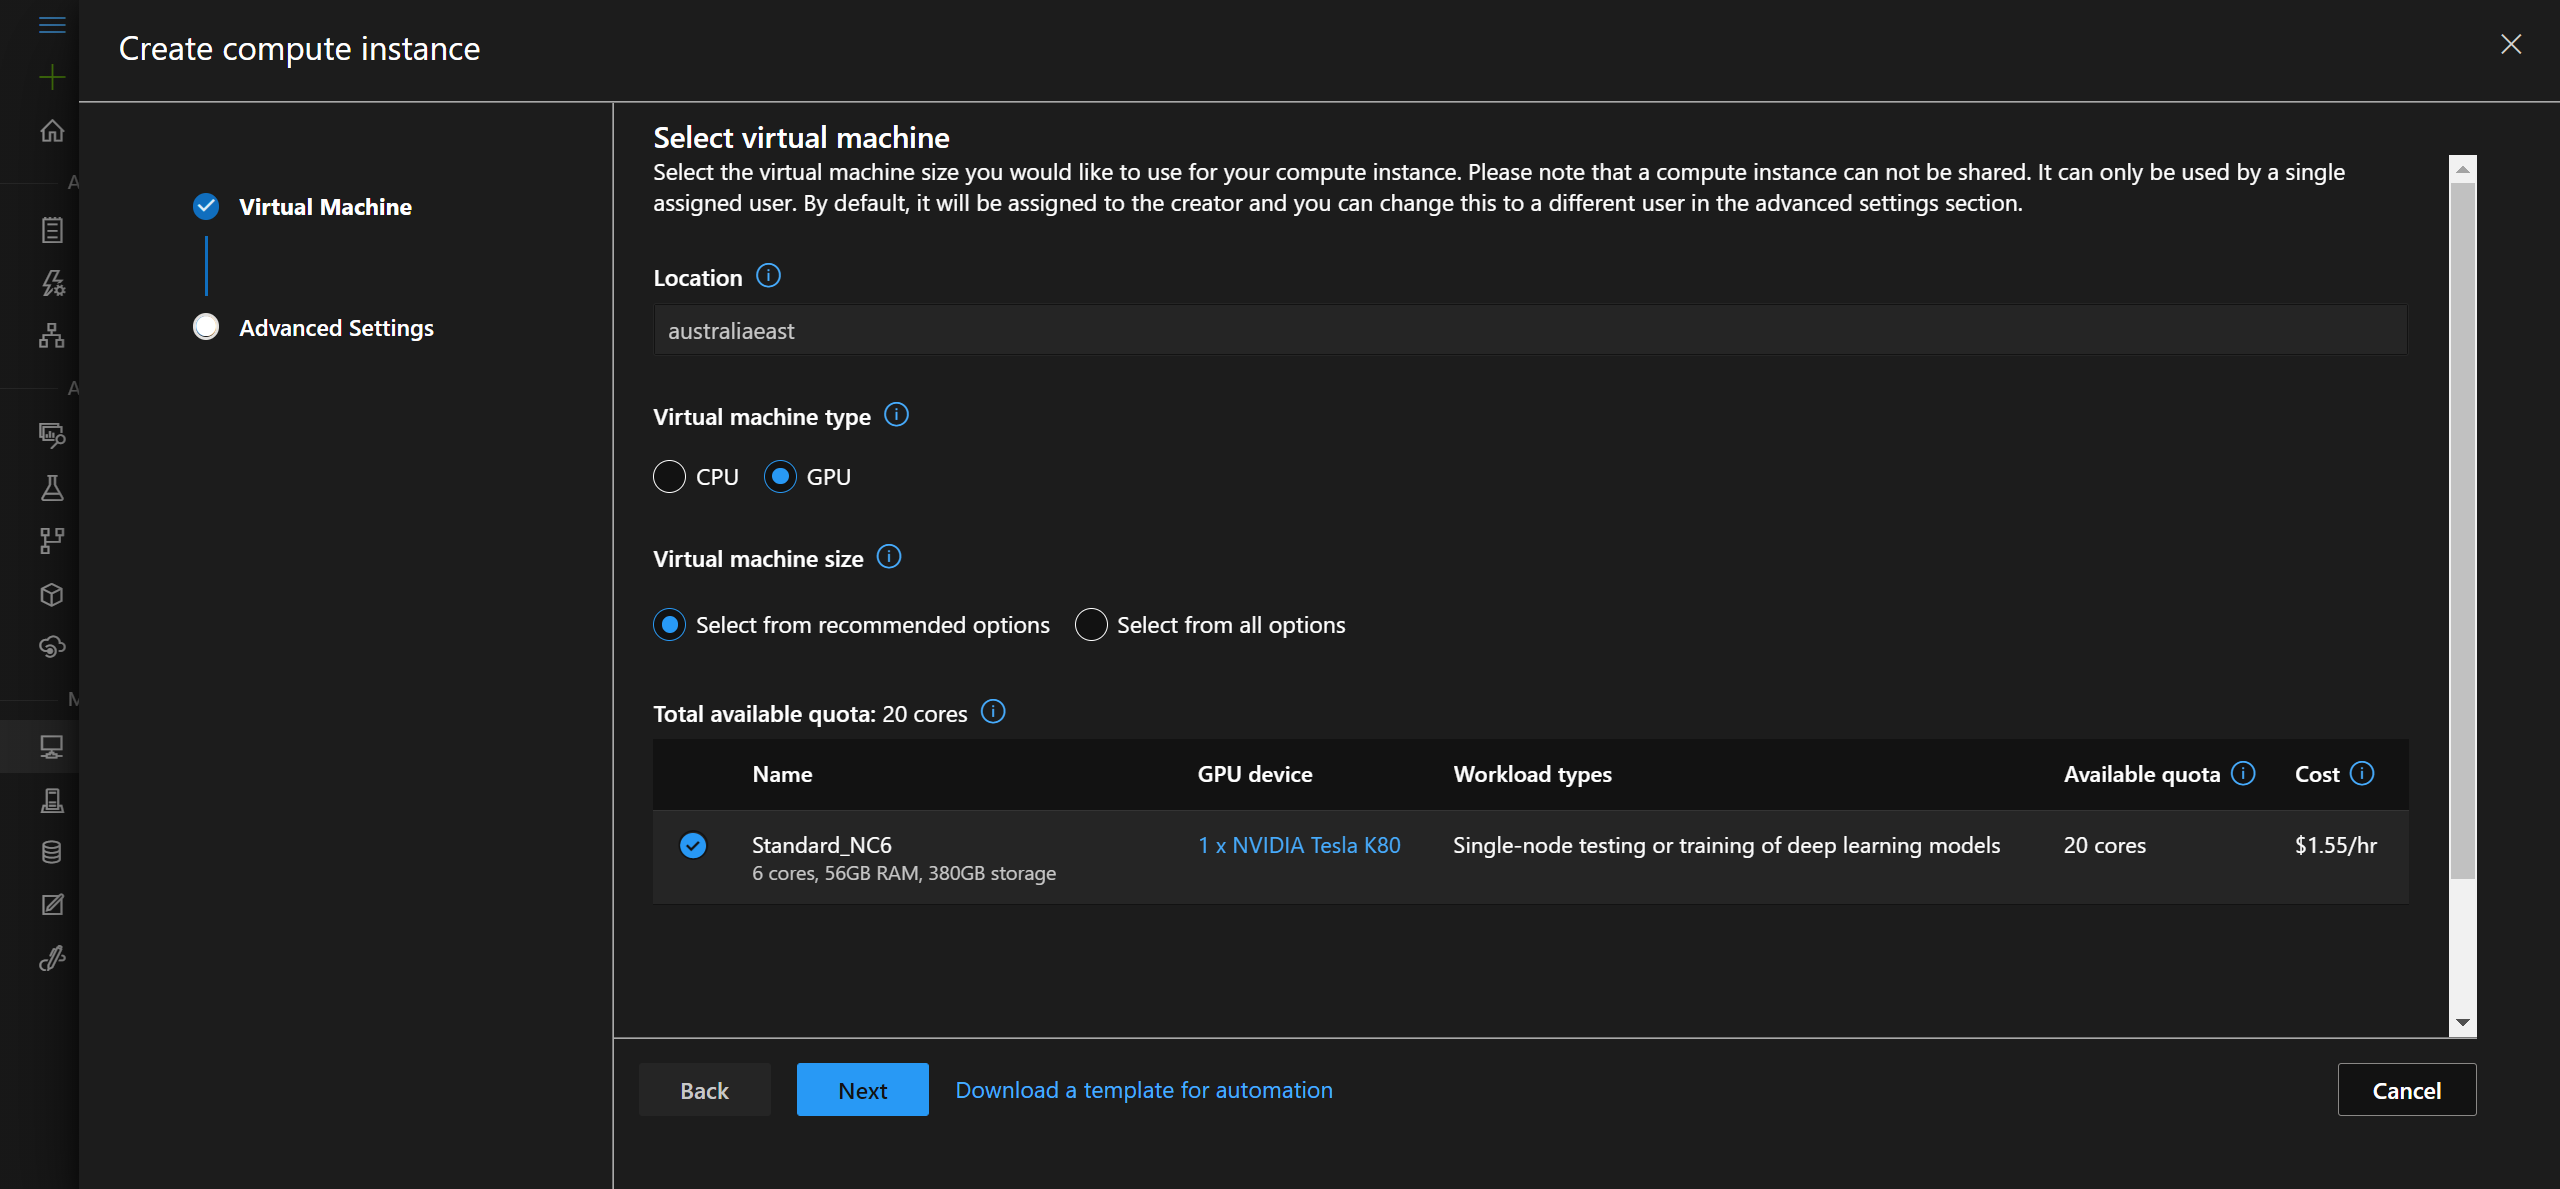 Create compute instance
Virtual Machine
Advanced Settings
Select virtual machine
Select the virtual machine size you would like to use for your compute instance. Please note that a compute instance can not be shared. It can only be used by a single
assigned user. By default, it will be assigned to the creator and you can change this to a different user in the advanced settings section.
Location
australiaeast
Virtual machine type
CPU GPU
Virtual machine size
Select from recommended options Select from all options
Total available quota: 20 cores
Name GPU device Workload types Available quota Cost
Standard_NC6 1 x NVIDIA Tesla K80 Single-node testing or training of deep learning models 20 cores $1.55/hr
6 cores, 56GB RAM, 380GB storage
Back Next Download a template for automation Cancel